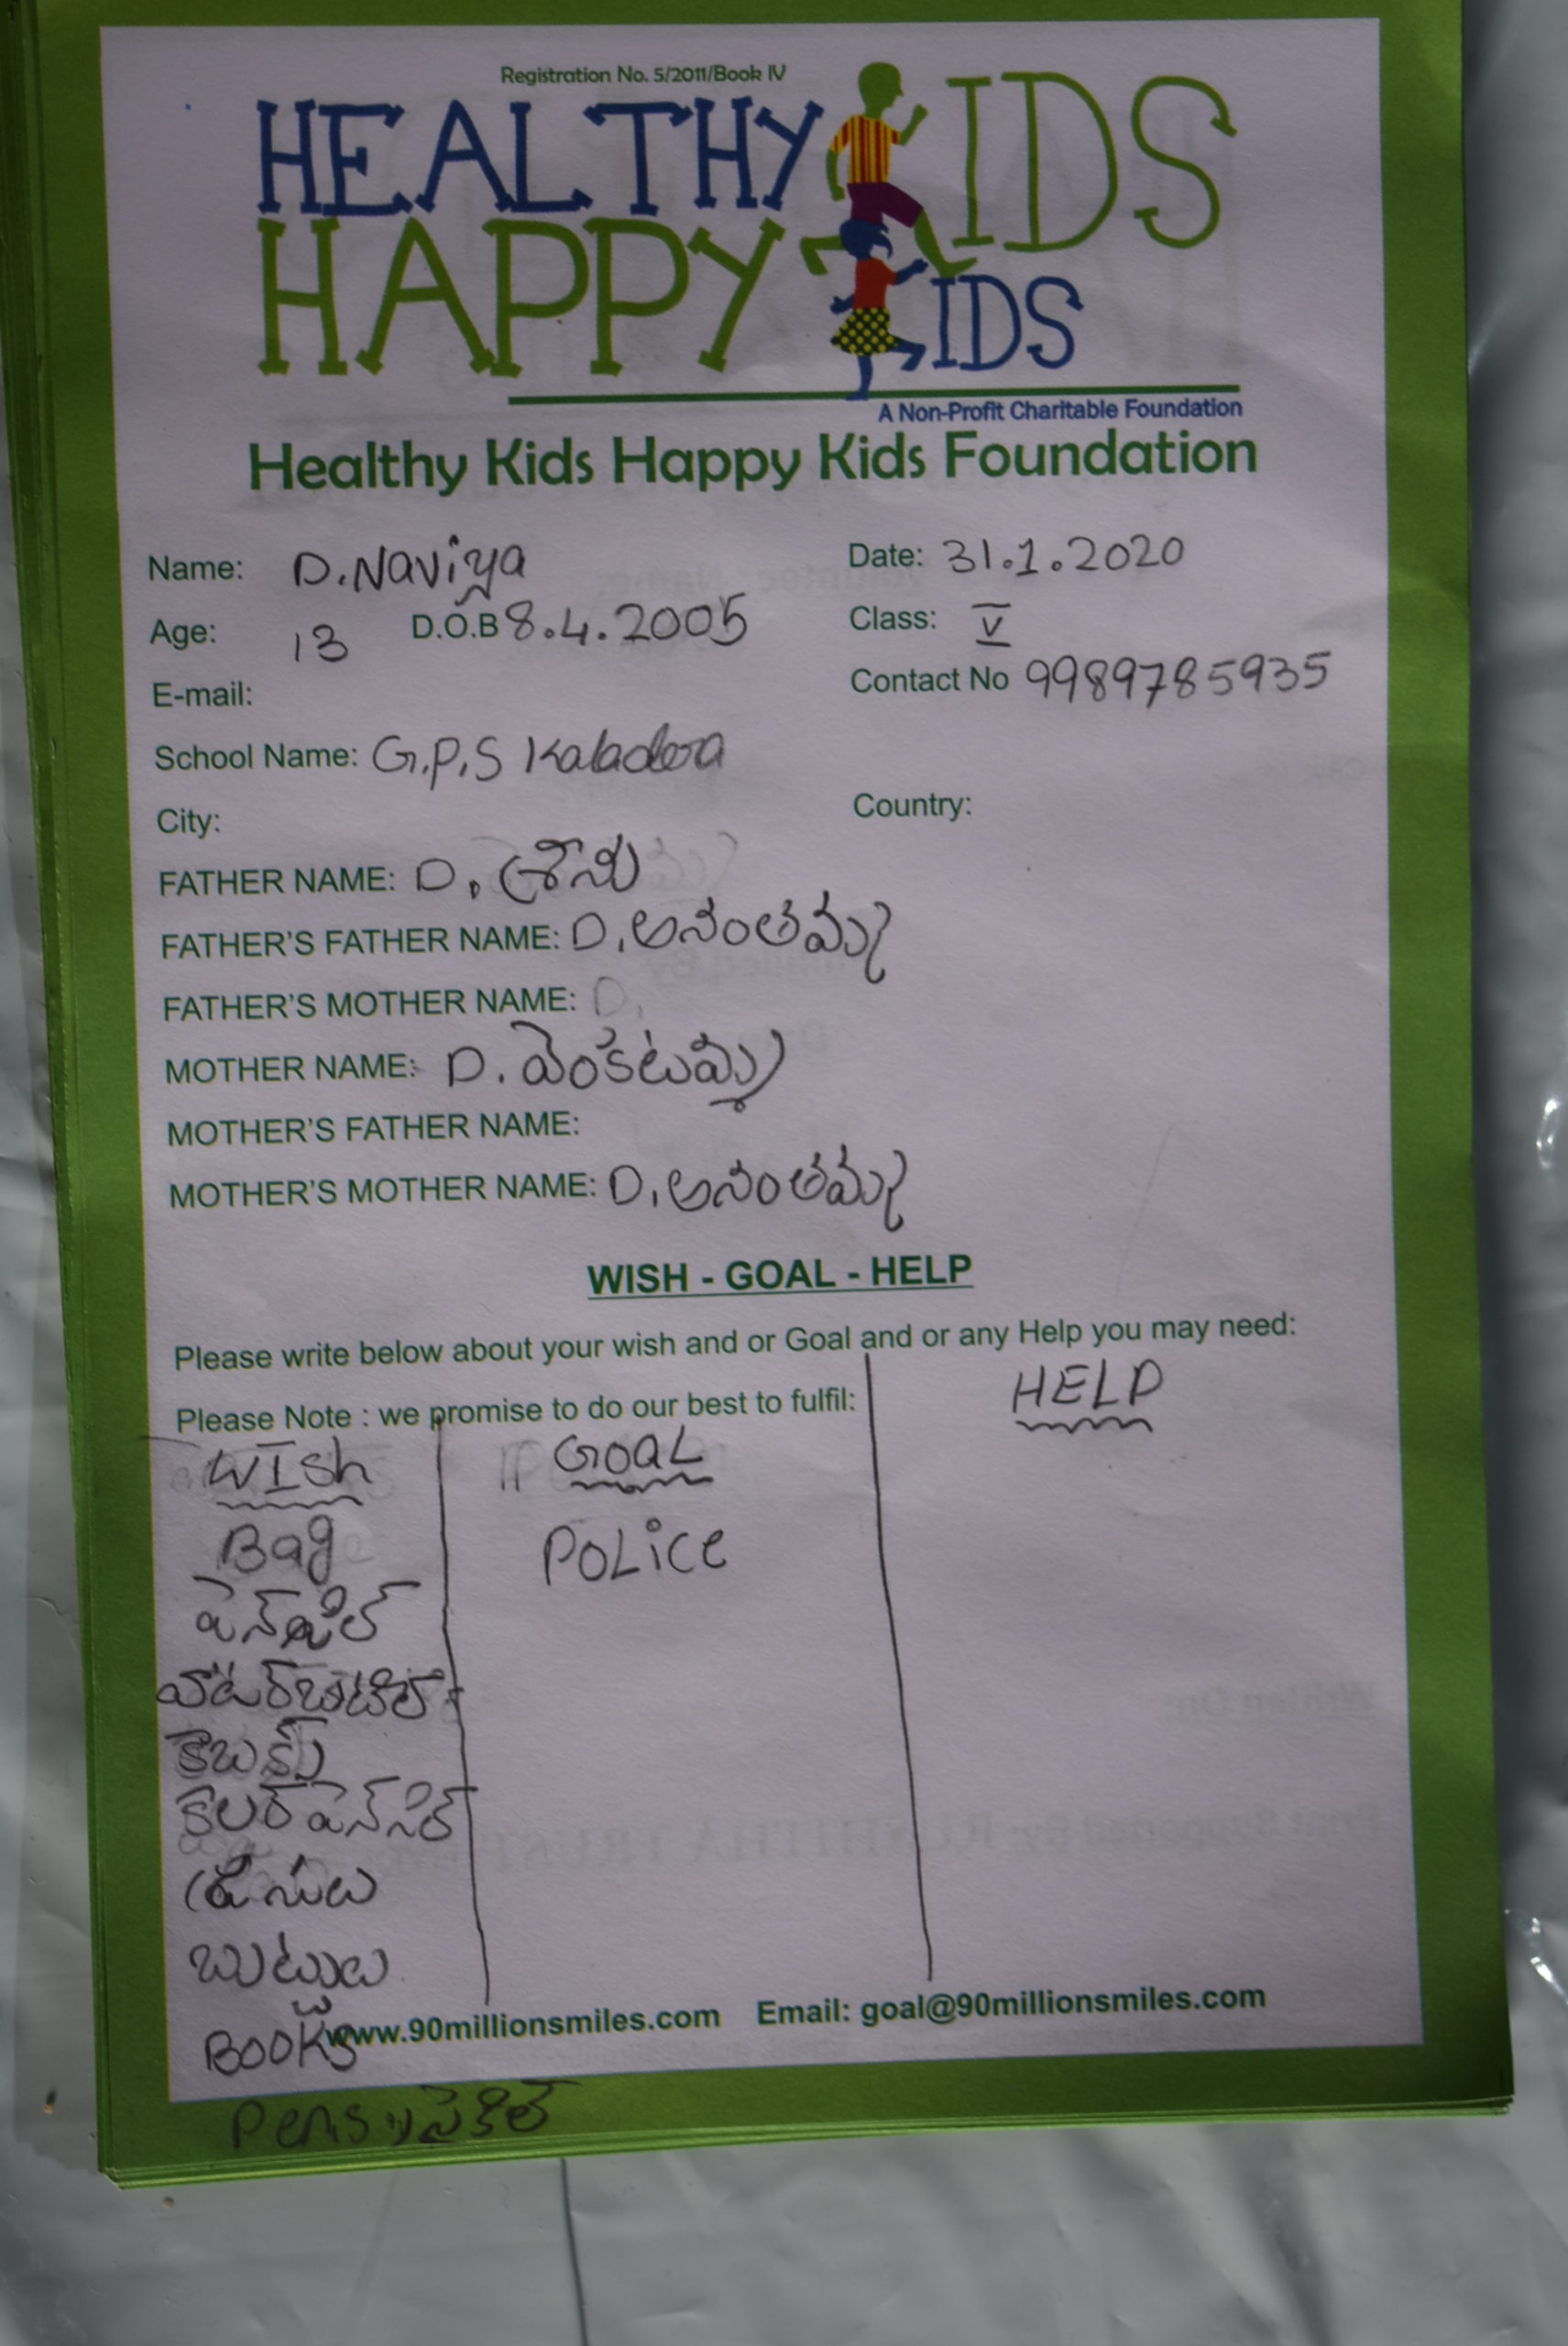 Registration No. 5/2011/Book IV
HEALTHY KIDS
HAPPY KIDS
A Non-Profit Charitable Foundation
Healthy Kids Happy Kids Foundation
Name: D.Naviya Date: 31.1.2020
Age: 13 D.O.B 8.4.2005 Class: V
E-mail: Contact No 9989785935
School Name: G.P.S Kaladera
City: Country:
FATHER NAME: D. శ్రీను
FATHER'S FATHER NAME: D. అనంతమ్మ
FATHER'S MOTHER NAME: D.
MOTHER NAME: D. వెంకటమ్మ
MOTHER'S FATHER NAME:
MOTHER'S MOTHER NAME: D. అనంతమ్మ
WISH - GOAL - HELP
Please write below about your wish and or Goal and or any Help you may need:
Please Note : we promise to do our best to fulfil:
WISh GOAL HELP
Bag POLiCe
పెన్సిల్
వాటర్ బాటిల్
కలర్ పెన్సిల్
డ్రెసులు
బుట్టులు
BOOKS
www.90millionsmiles.com Email: goal@90millionsmiles.com
Pens, సైకిల్